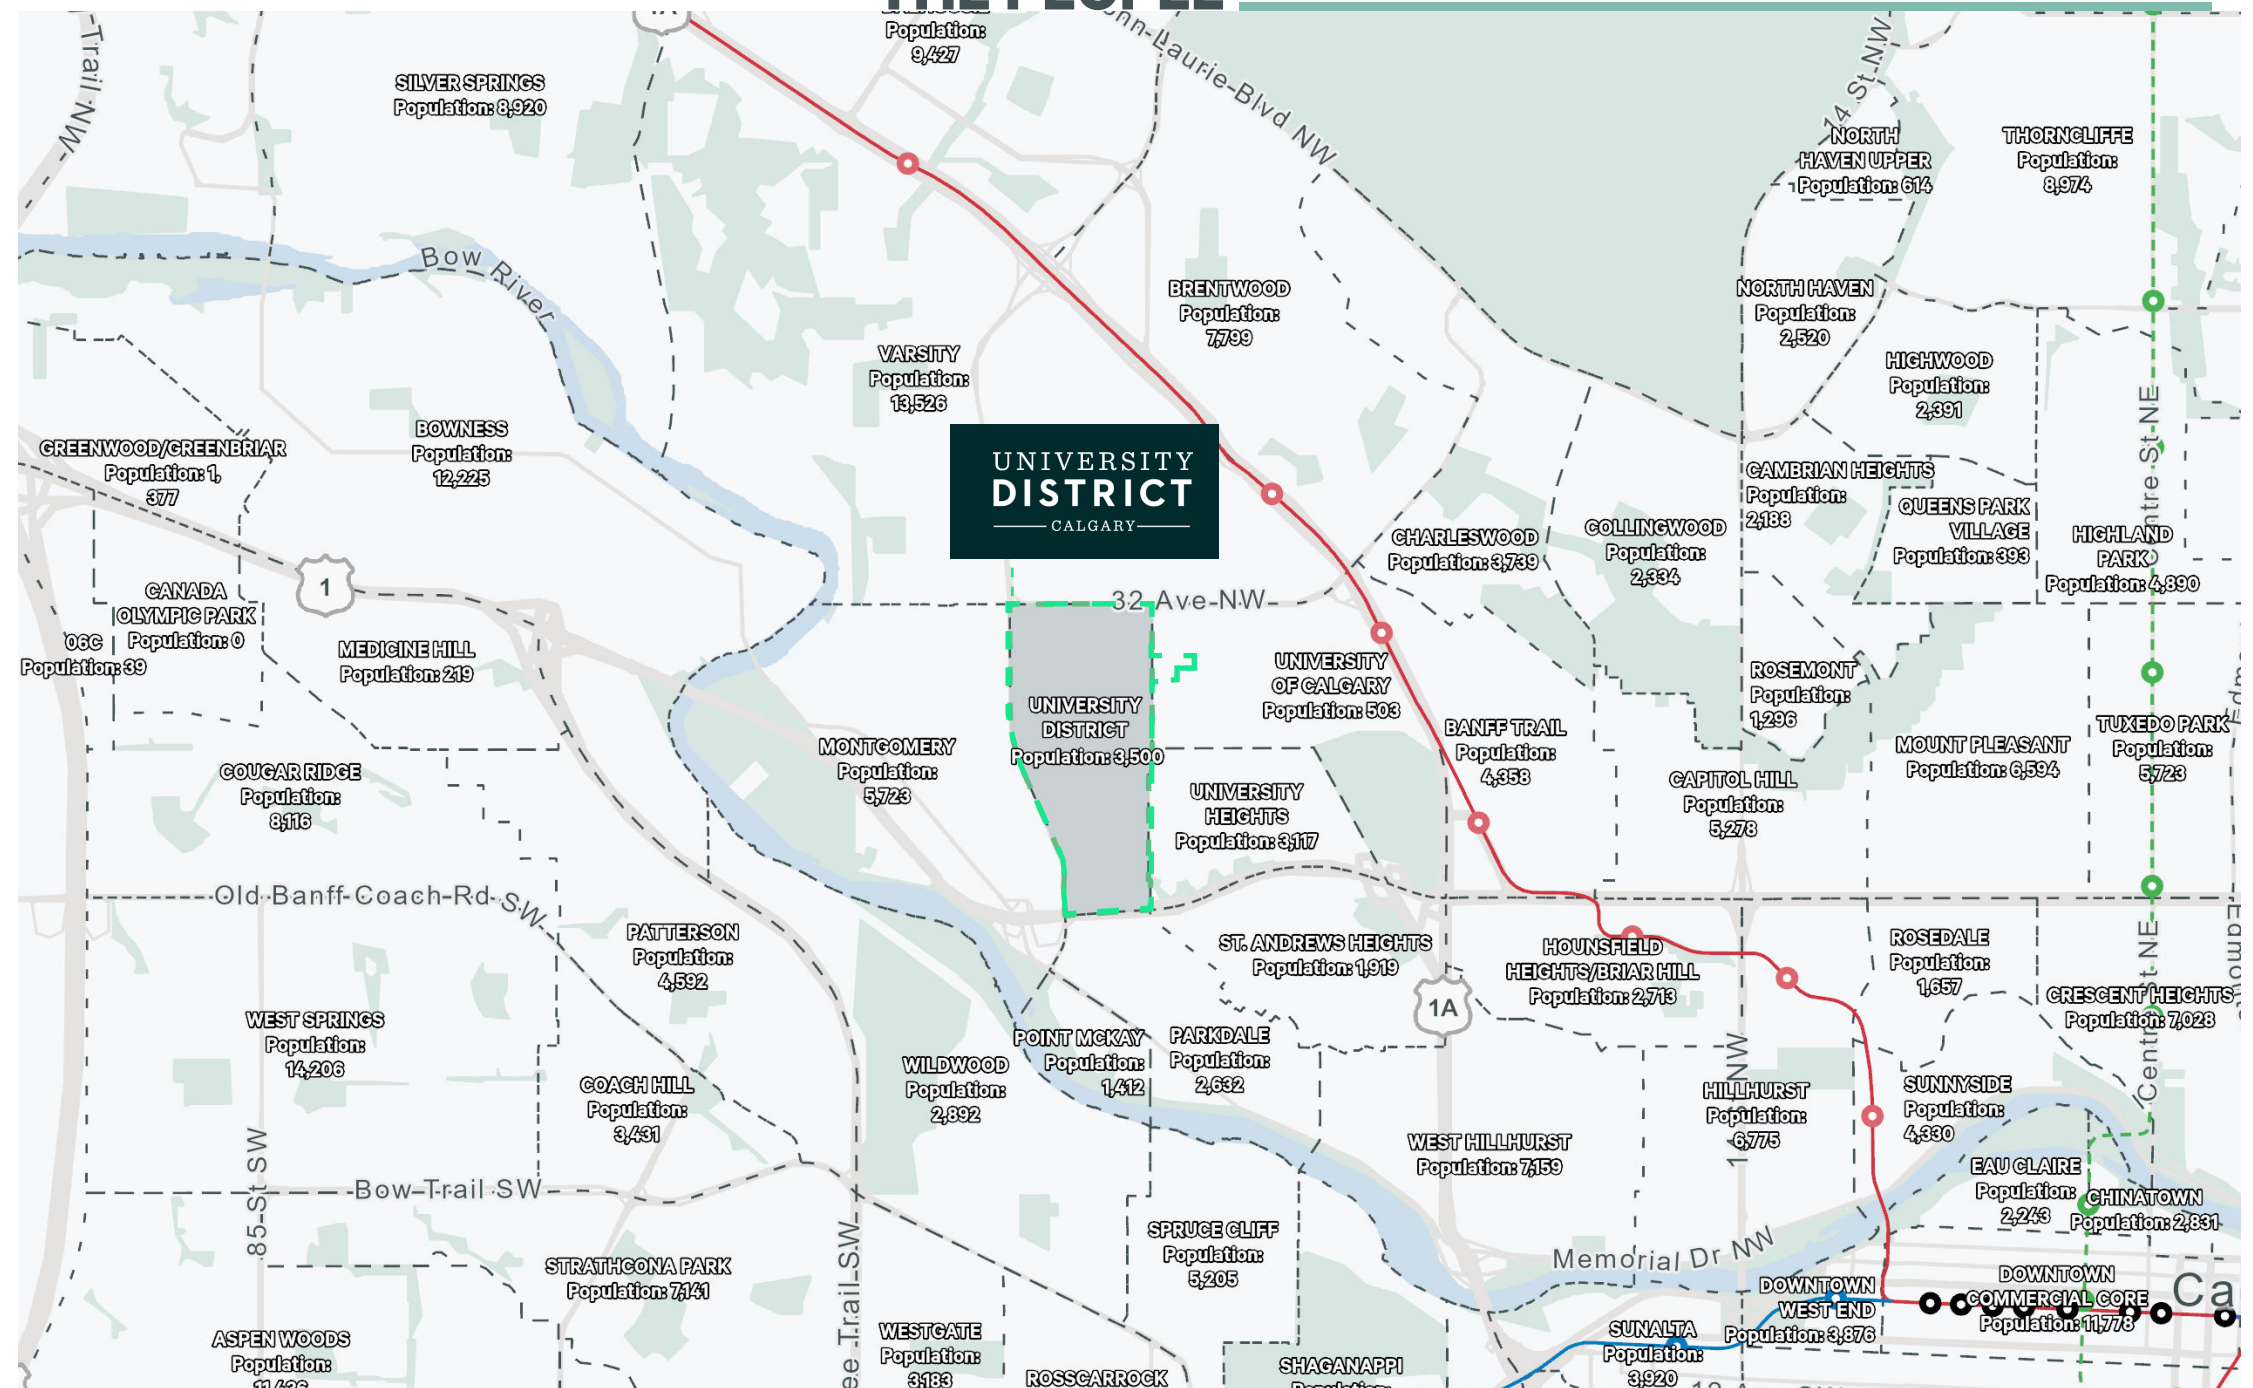 THE PEOPLE
Population:
9,427
John-Laurie-Blvd NW
14 St NW
Trail-NW
SILVER SPRINGS
Population: 8,920
NORTH
HAVEN UPPER
Population: 614
THORNCLIFFE
Population:
8,974
Bow River
BRENTWOOD
Population:
7,799
NORTH HAVEN
Population:
2,520
VARSITY
Population:
13,526
HIGHWOOD
Population:
2,391
BOWNESS
Population:
12,225
GREENWOOD/GREENBRIAR
Population: 1,
377
UNIVERSITY
DISTRICT
CALGARY
CAMBRIAN HEIGHTS
Population:
2,188
QUEENS PARK
VILLAGE
Population: 393
Centre St NE
HIGHLAND
PARK
Population: 4,890
CHARLESWOOD
Population: 3,739
COLLINGWOOD
Population:
2,334
1
CANADA
OLYMPIC PARK
Population: 0
06C
Population: 39
MEDICINE HILL
Population: 219
32 Ave NW
UNIVERSITY
OF CALGARY
Population: 503
ROSEMONT
Population:
1,296
UNIVERSITY
DISTRICT
Population: 3,500
MONTGOMERY
Population:
5,723
BANFF TRAIL
Population:
4,358
MOUNT PLEASANT
Population: 6,594
TUXEDO PARK
Population:
5,723
COUGAR RIDGE
Population:
8,116
UNIVERSITY
HEIGHTS
Population: 3,117
CAPITOL HILL
Population:
5,278
Old Banff Coach Rd SW
PATTERSON
Population:
4,592
ST. ANDREWS HEIGHTS
Population: 1,919
HOUNSFIELD
HEIGHTS/BRIAR HILL
Population: 2,713
ROSEDALE
Population:
1,657
Centre St NE
CRESCENT HEIGHTS
Population: 7,028
1A
WEST SPRINGS
Population:
14,206
POINT MCKAY
Population:
1,412
PARKDALE
Population:
2,632
WILDWOOD
Population:
2,892
COACH HILL
Population:
3,431
HILLHURST
Population:
6,775
SUNNYSIDE
Population:
4,330
WEST HILLHURST
Population: 7,159
EAU CLAIRE
Population:
2,243
CHINATOWN
Population: 2,831
85 St SW
Bow Trail SW
SPRUCE CLIFF
Population:
5,205
Memorial Dr NW
STRATHCONA PARK
Population: 7,141
DOWNTOWN
WEST END
Population: 3,876
DOWNTOWN
COMMERCIAL CORE
Population: 11,778
Ca
ee Trail SW
ASPEN WOODS
Population:
WESTGATE
Population:
3,183
ROSSCARROCK
SHAGANAPPI
SUNALTA
Population:
3,920